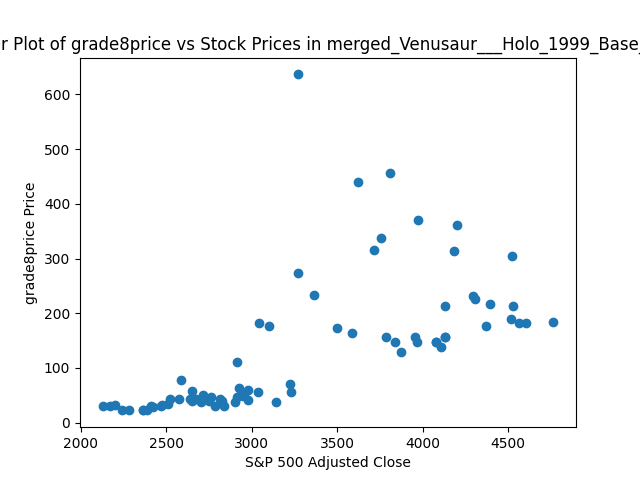 r Plot of grade8price vs Stock Prices in merged_Venusaur___Holo_1999_Base_
600
500
400
300
200
100
0
grade8price Price
2000 2500 3000 3500 4000 4500
S&P 500 Adjusted Close